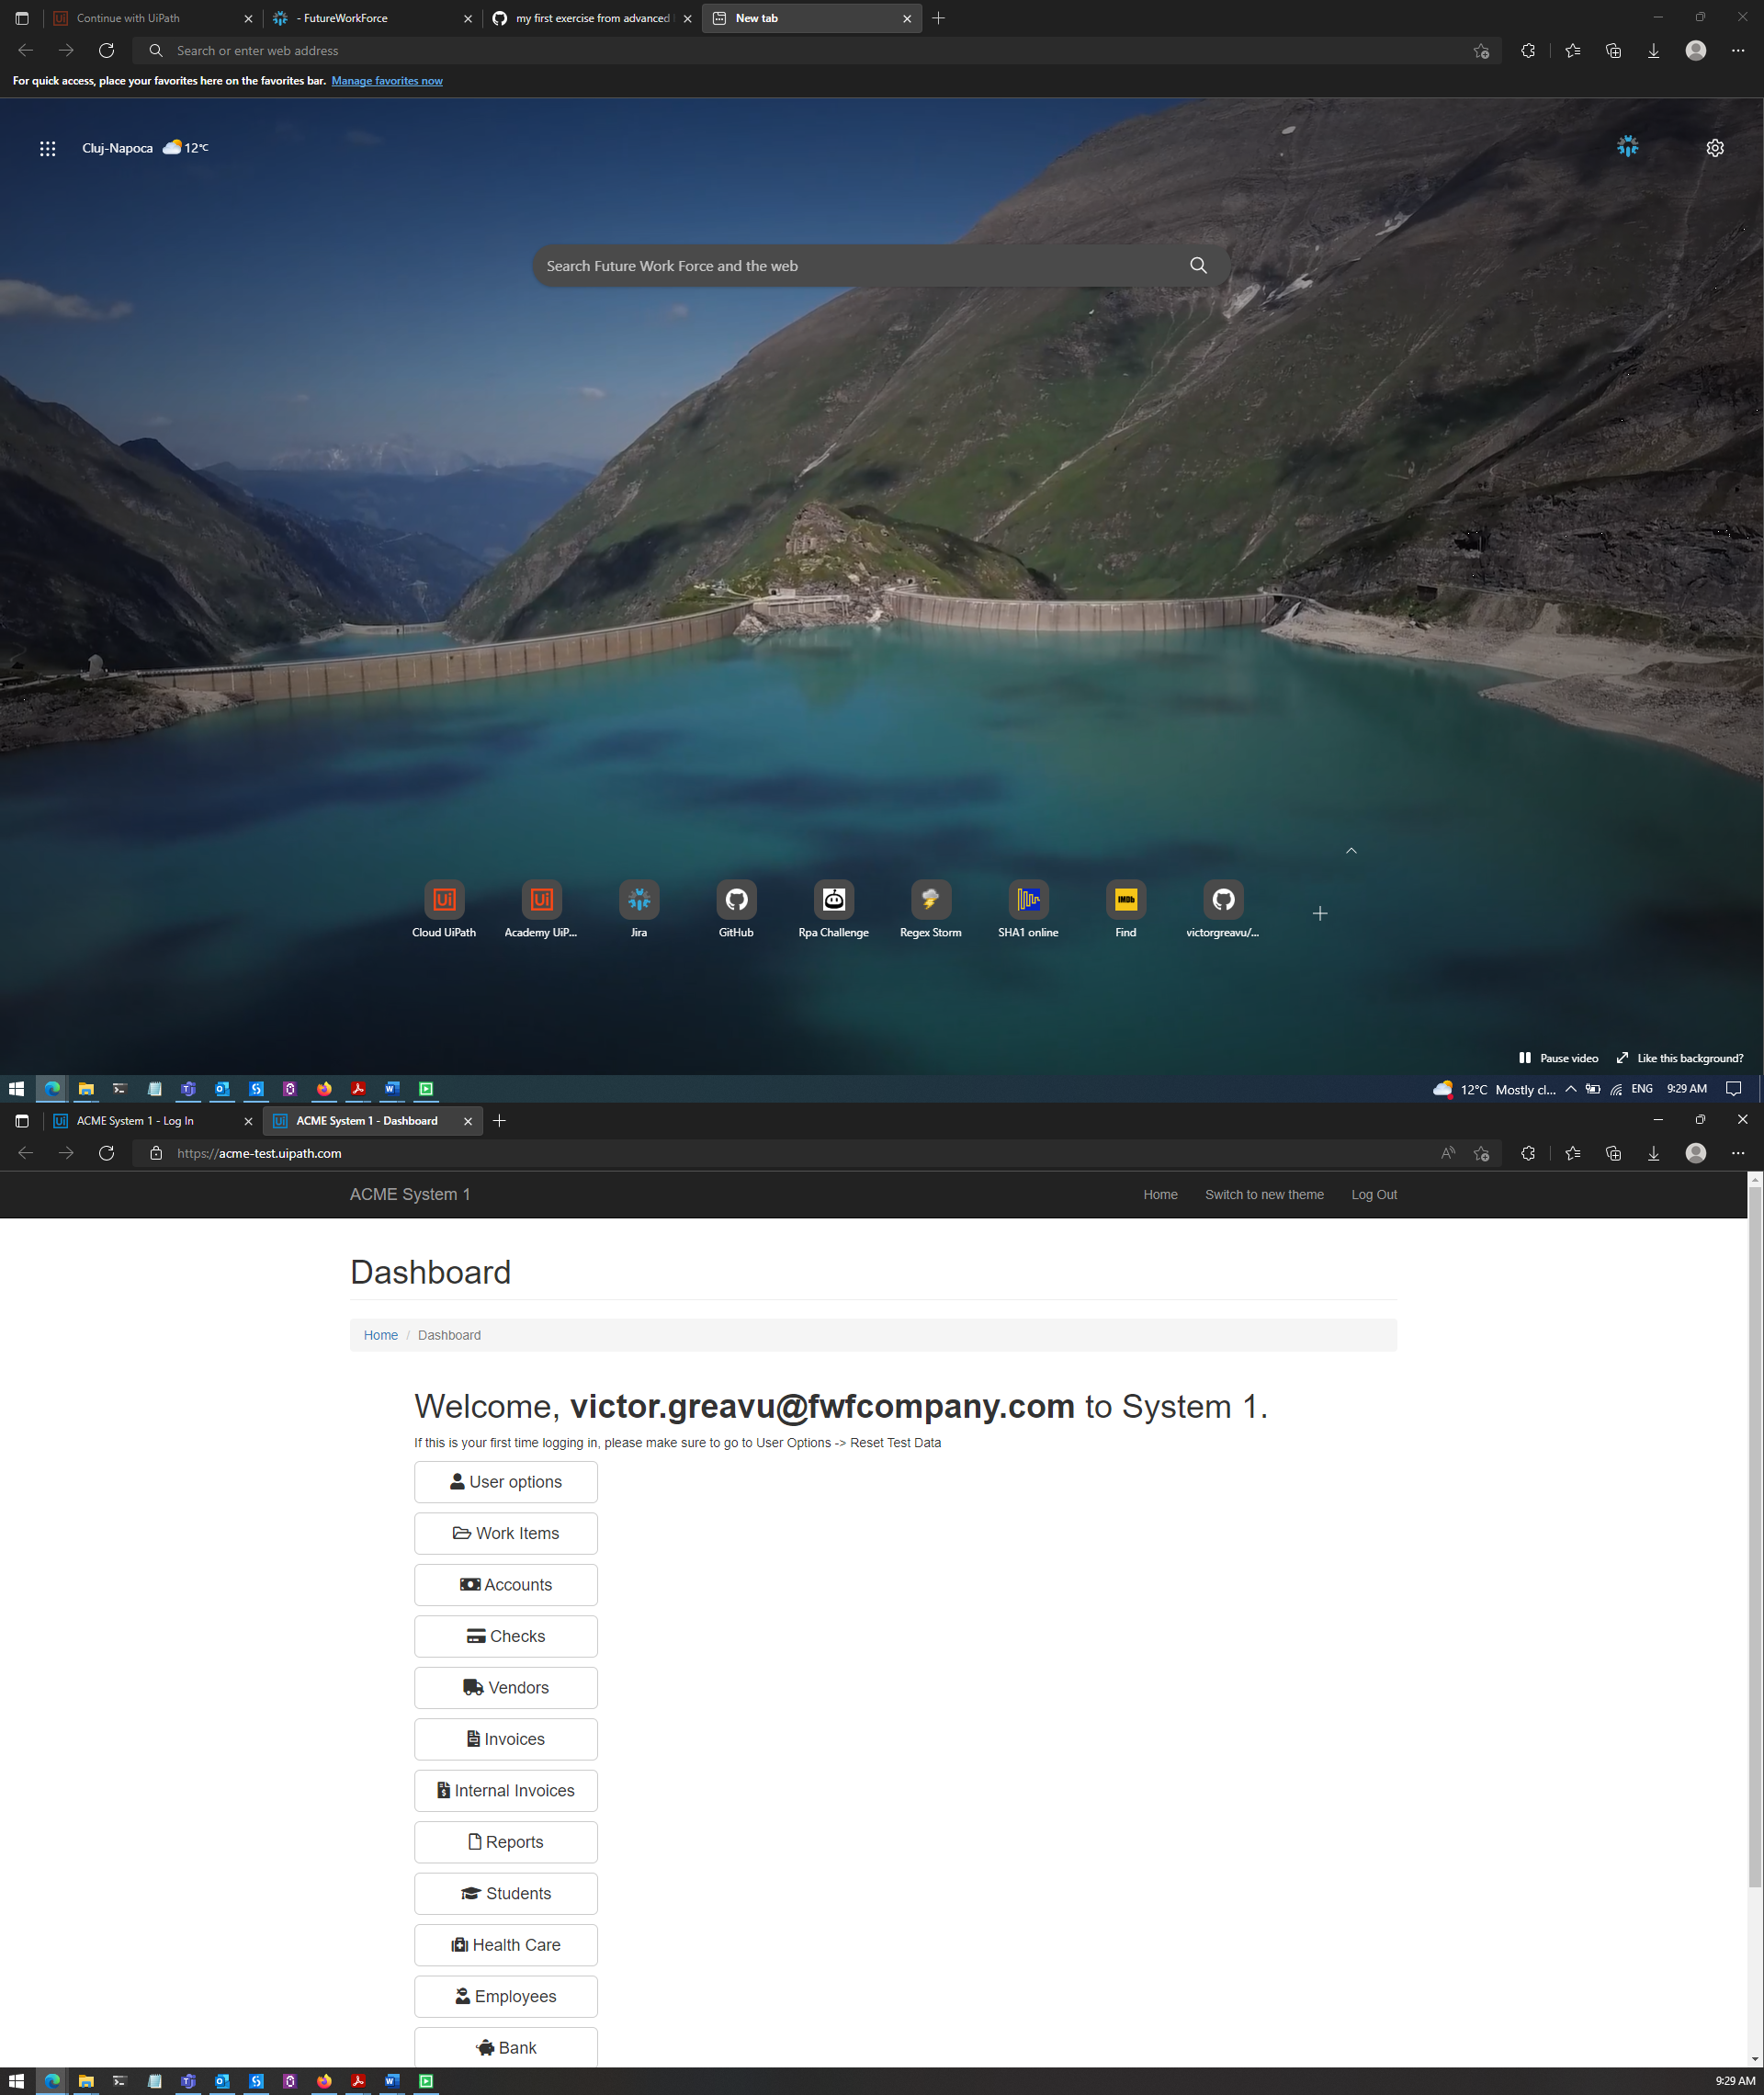 Continue with UiPath
- FutureWorkForce
my first exercise from advanced
New tab
Search or enter web address
For quick access, place your favorites here on the favorites bar. Manage favorites now
Cluj-Napoca 12°C
Search Future Work Force and the web
Cloud UiPath
Academy UiP...
Jira
GitHub
Rpa Challenge
Regex Storm
SHA1 online
Find
victorgreavu/...
Pause video
Like this background?
12°C Mostly cl... ENG 9:29 AM
ACME System 1 - Log In
ACME System 1 - Dashboard
https://acme-test.uipath.com
ACME System 1
Home
Switch to new theme
Log Out
Dashboard
Home / Dashboard
Welcome, victor.greavu@fwfcompany.com to System 1.
If this is your first time logging in, please make sure to go to User Options -> Reset Test Data
User options
Work Items
Accounts
Checks
Vendors
Invoices
Internal Invoices
Reports
Students
Health Care
Employees
Bank
9:29 AM